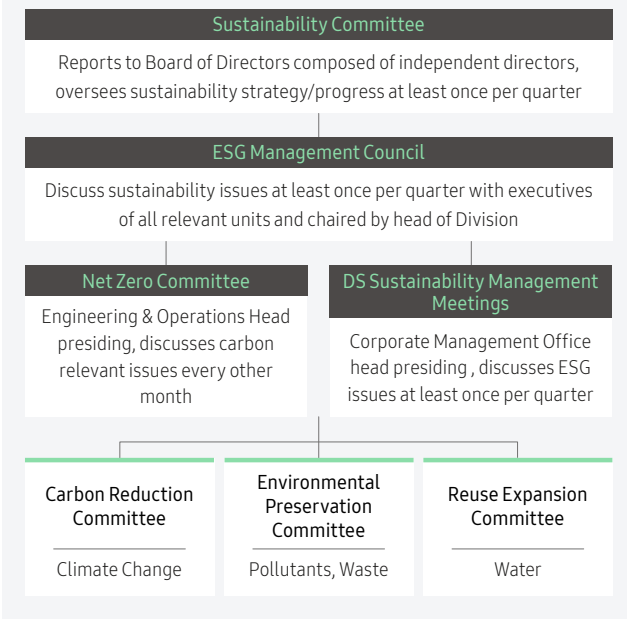 Sustainability Committee
Reports to Board of Directors composed of independent directors,
oversees sustainability strategy/progress at least once per quarter
ESG Management Council
Discuss sustainability issues at least once per quarter with executives
of all relevant units and chaired by head of Division
Net Zero Committee
Engineering & Operations Head
presiding, discusses carbon
relevant issues every other
month
DS Sustainability Management
Meetings
Corporate Management Office
head presiding , discusses ESG
issues at least once per quarter
Carbon Reduction
Committee
Climate Change
Environmental
Preservation
Committee
Pollutants, Waste
Reuse Expansion
Committee
Water